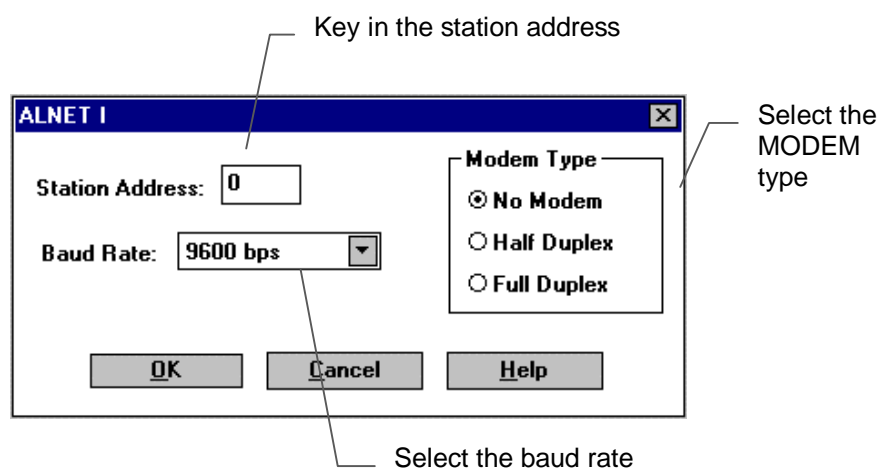 Key in the station address
ALNET I
Select the
MODEM
type
Station Address: 0
Modem Type
No Modem
Baud Rate: 9600 bps
Half Duplex
Full Duplex
OK Cancel Help
Select the baud rate